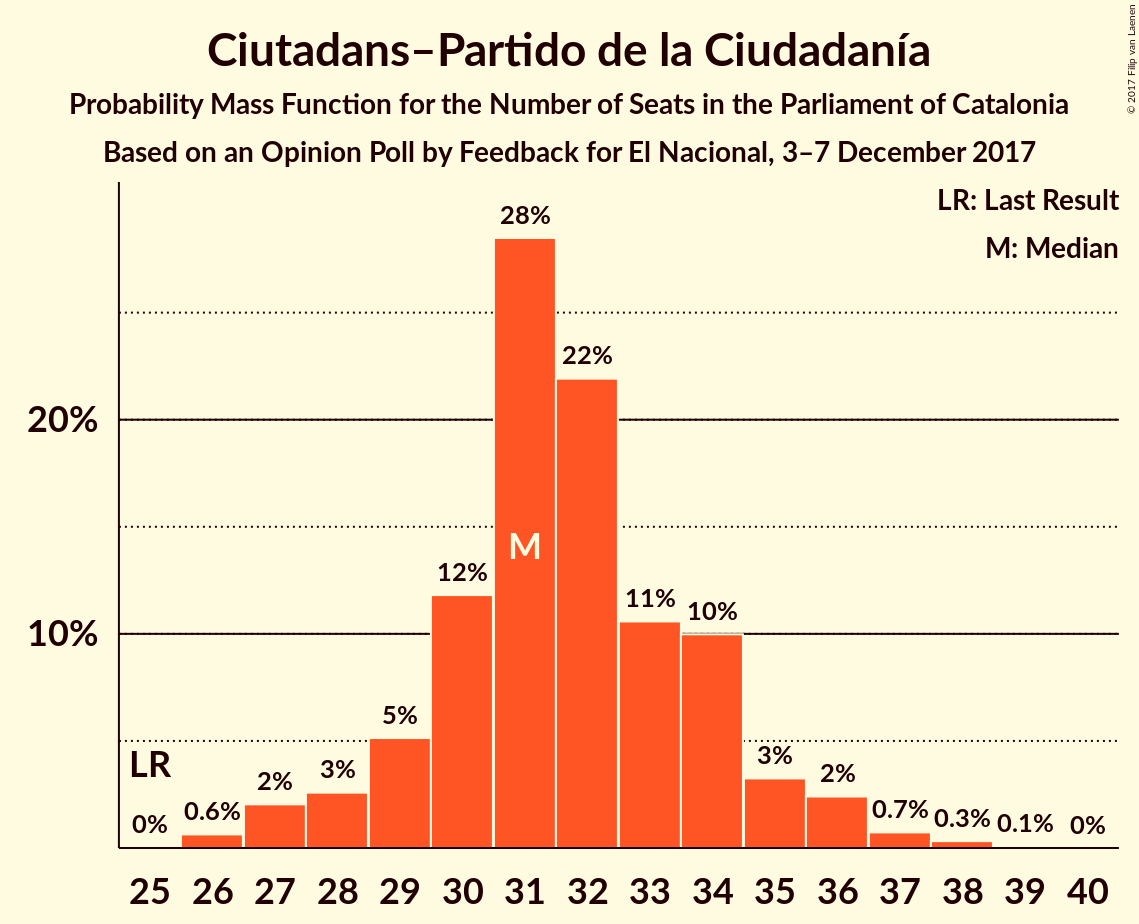 Ciutadans–Partido de la Ciudadanía
Probability Mass Function for the Number of Seats in the Parliament of Catalonia
Based on an Opinion Poll by Feedback for El Nacional, 3–7 December 2017
© 2017 Filip van Laenen
LR: Last Result
M: Median
28%
22%
20%
M
12%
11%
10%
10%
5%
LR
3%
3%
2%
2%
0%
0.6%
0.7%
0.3%
0.1%
0%
25 26 27 28 29 30 31 32 33 34 35 36 37 38 39 40